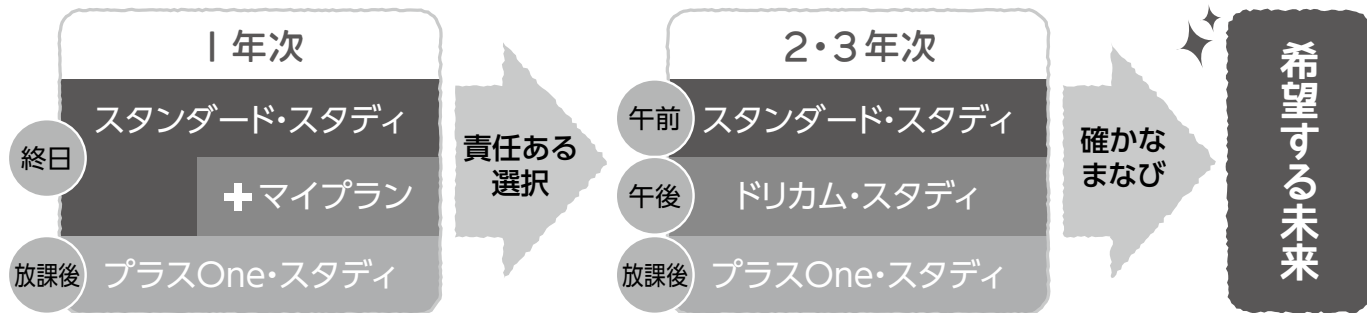 1年次
終日
スタンダード・スタディ
＋マイプラン
放課後
プラスOne・スタディ
責任ある
選択
2・3年次
午前
スタンダード・スタディ
午後
ドリカム・スタディ
放課後
プラスOne・スタディ
確かな
まなび
希望する未来